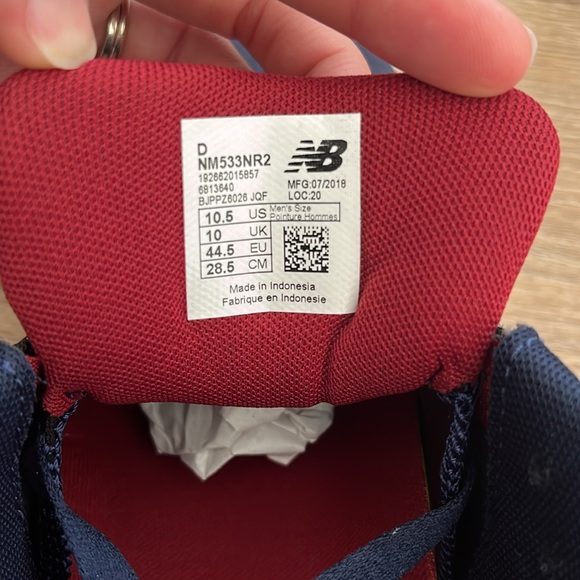 D
NM533NR2
192662015857
6813640
BJPPZ6026 JQF
NB
MFG:07/2018
LOC:20
10.5 US Men's Size
Pointure Hommes
10 UK
44.5 EU
28.5 CM
Made in Indonesia
Fabrique en Indonesie